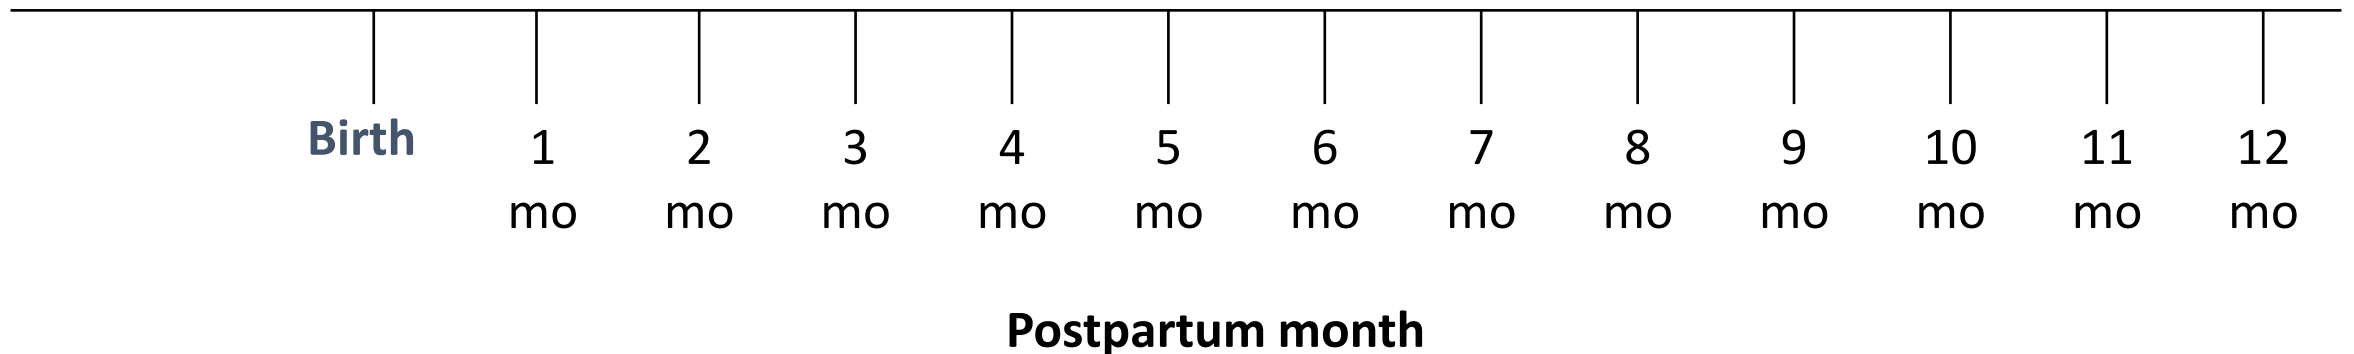 Birth 1 2 3 4 5 6 7 8 9 10 11 12
mo mo mo mo mo mo mo mo mo mo mo mo
Postpartum month